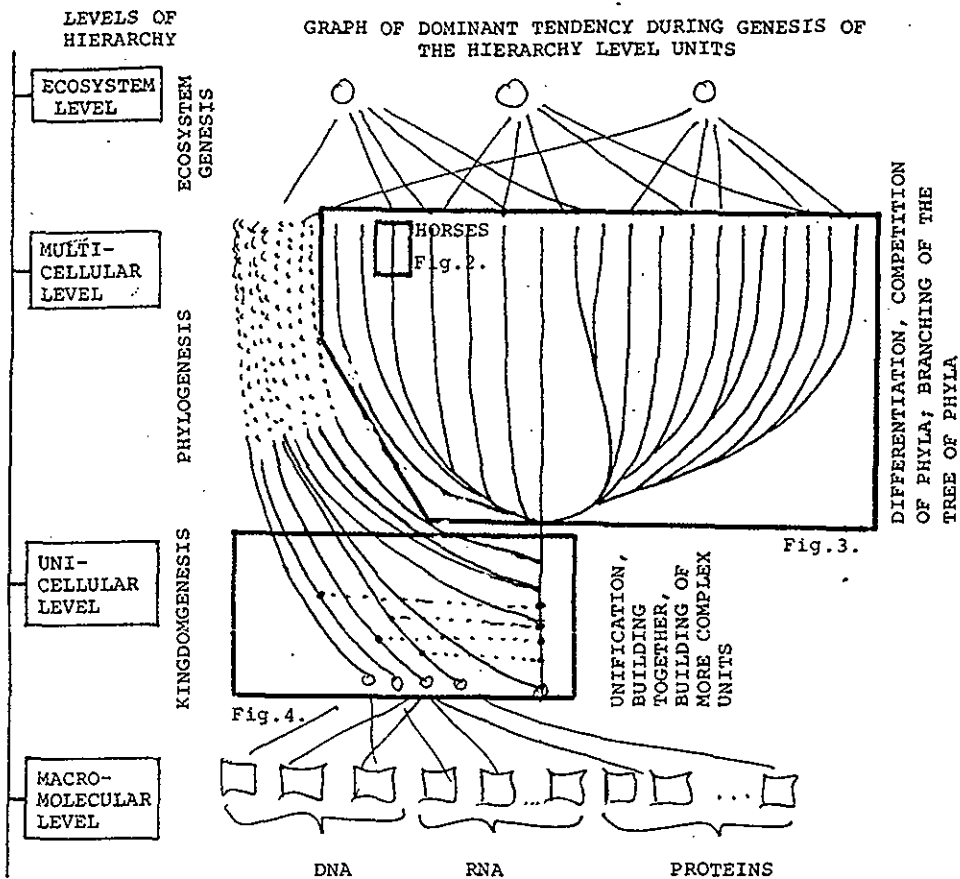 LEVELS OF
HIERARCHY
GRAPH OF DOMINANT TENDENCY DURING GENESIS OF
THE HIERARCHY LEVEL UNITS
ECOSYSTEM
LEVEL
ECOSYSTEM
GENESIS
MULTI-
CELLULAR
LEVEL
HORSES
Fig.2.
PHYLOGENESIS
DIFFERENTIATION, COMPETITION
OF PHYLA; BRANCHING OF THE
TREE OF PHYLA
Fig.3.
UNI-
CELLULAR
LEVEL
KINGDOMGENESIS
UNIFICATION,
BUILDING
TOGETHER,
BUILDING OF
MORE COMPLEX
UNITS
Fig.4.
MACRO-
MOLECULAR
LEVEL
...
...
DNA
RNA
PROTEINS